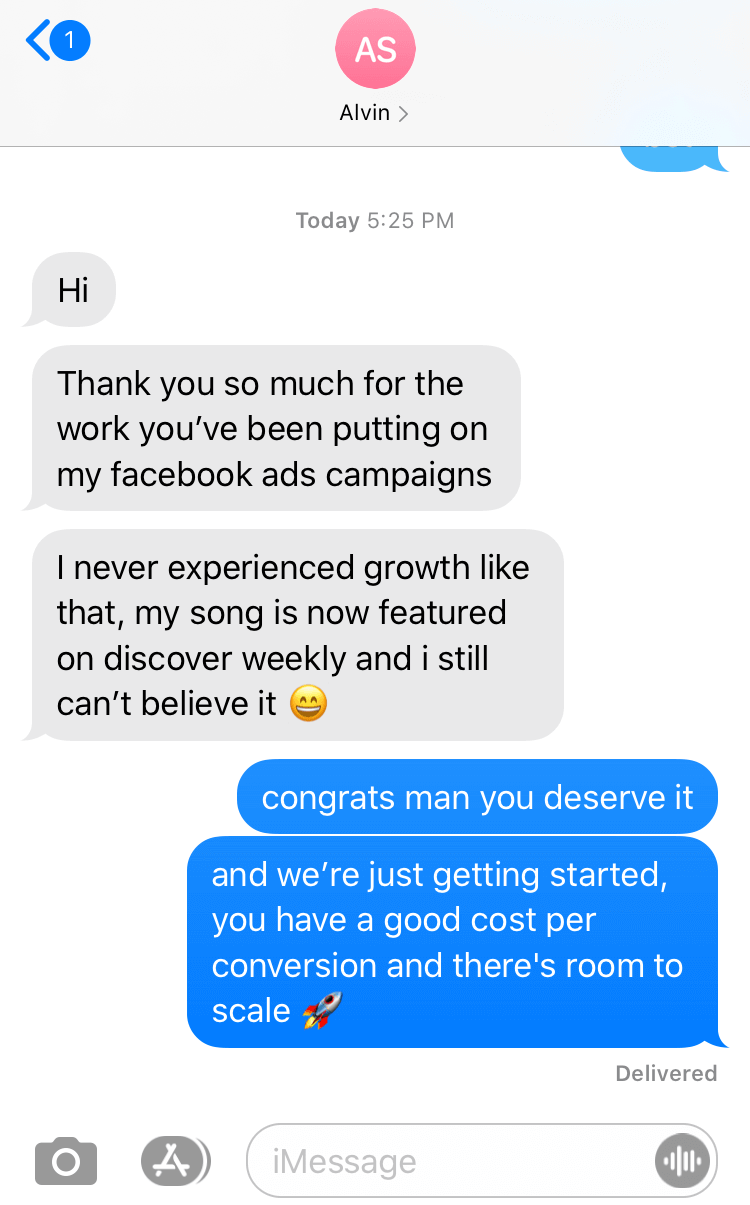 1
AS
Alvin
Today 5:25 PM
Hi
Thank you so much for the
work you’ve been putting on
my facebook ads campaigns
I never experienced growth like
that, my song is now featured
on discover weekly and i still
can’t believe it 😄
congrats man you deserve it
and we’re just getting started,
you have a good cost per
conversion and there's room to
scale 🚀
Delivered
iMessage